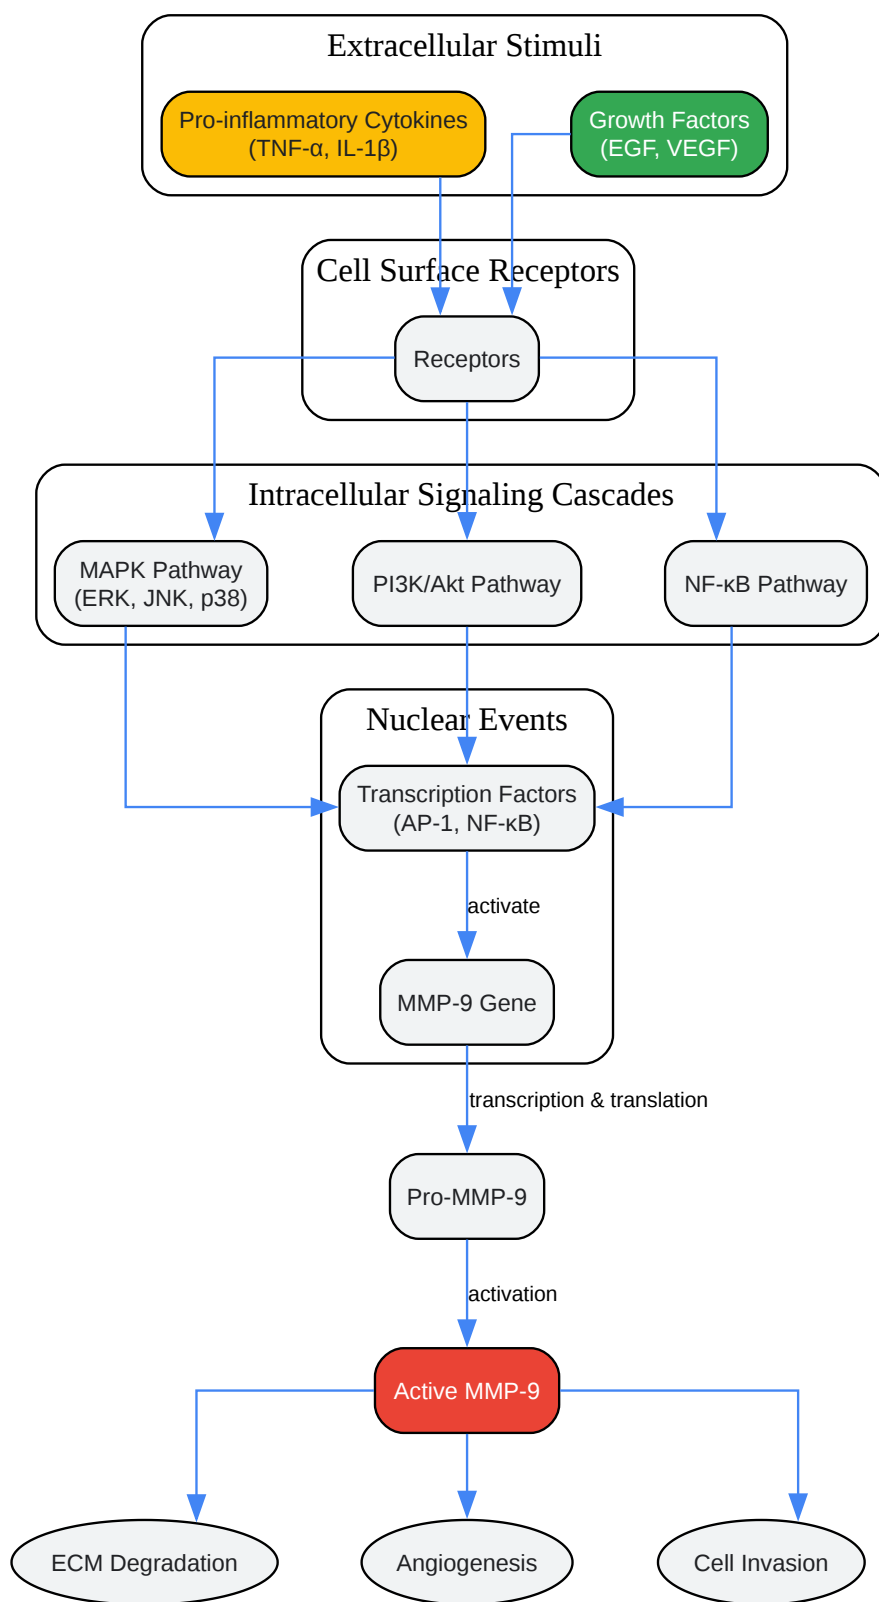 Extracellular Stimuli
Pro-inflammatory Cytokines
(TNF-α, IL-1β)
Growth Factors
(EGF, VEGF)
Cell Surface Receptors
Receptors
Intracellular Signaling Cascades
MAPK Pathway
(ERK, JNK, p38)
PI3K/Akt Pathway
NF-κB Pathway
Nuclear Events
Transcription Factors
(AP-1, NF-κB)
activate
MMP-9 Gene
transcription & translation
Pro-MMP-9
activation
Active MMP-9
ECM Degradation
Angiogenesis
Cell Invasion